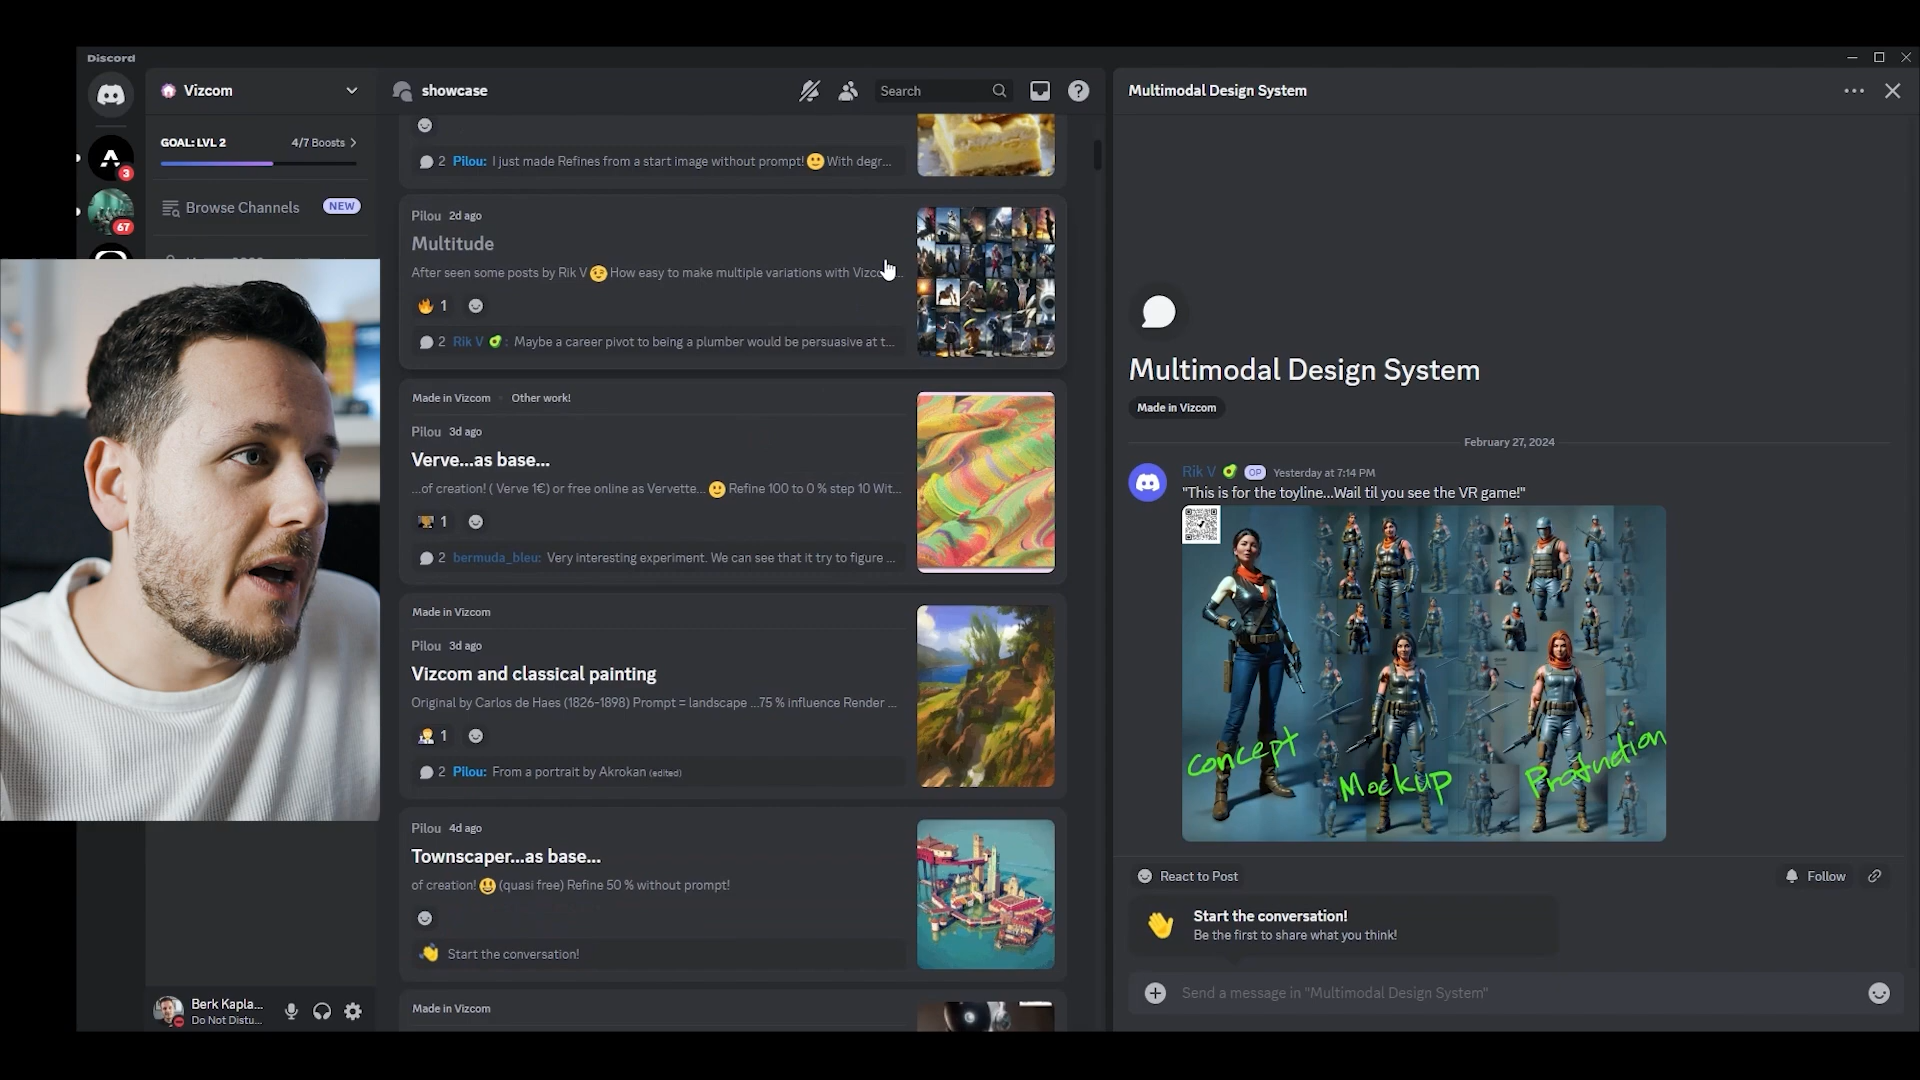 Discord
Vizcom
GOAL: LVL 2
4/7 Boosts
Browse Channels
NEW
3
67
Berk Kapla...
Do Not Distu...
showcase
Search
2 Pilou: I just made Refines from a start image without prompt! 🙂 With degr...
Pilou 2d ago
Multitude
After seen some posts by Rik V 😉 How easy to make multiple variations with Vizco...
🔥 1
2 Rik V 🥑 : Maybe a career pivot to being a plumber would be persuasive at t...
Made in Vizcom • Other work!
Pilou 3d ago
Verve...as base...
...of creation! ( Verve 1€) or free online as Vervette... 🙂 Refine 100 to 0 % step 10 Wit...
🏆 1
2 bermuda_bleu: Very interesting experiment. We can see that it try to figure ...
Made in Vizcom
Pilou 3d ago
Vizcom and classical painting
Original by Carlos de Haes (1826-1898) Prompt = landscape ...75 % influence Render ...
1
2 Pilou: From a portrait by Akrokan (edited)
Pilou 4d ago
Townscaper...as base...
of creation! 😃 (quasi free) Refine 50 % without prompt!
Start the conversation!
Made in Vizcom
Multimodal Design System
Multimodal Design System
Made in Vizcom
February 27, 2024
Rik V 🥑 OP Yesterday at 7:14 PM
"This is for the toyline...Wail til you see the VR game!"
Concept
Mockup
Production
React to Post
Follow
Start the conversation!
Be the first to share what you think!
Send a message in "Multimodal Design System"